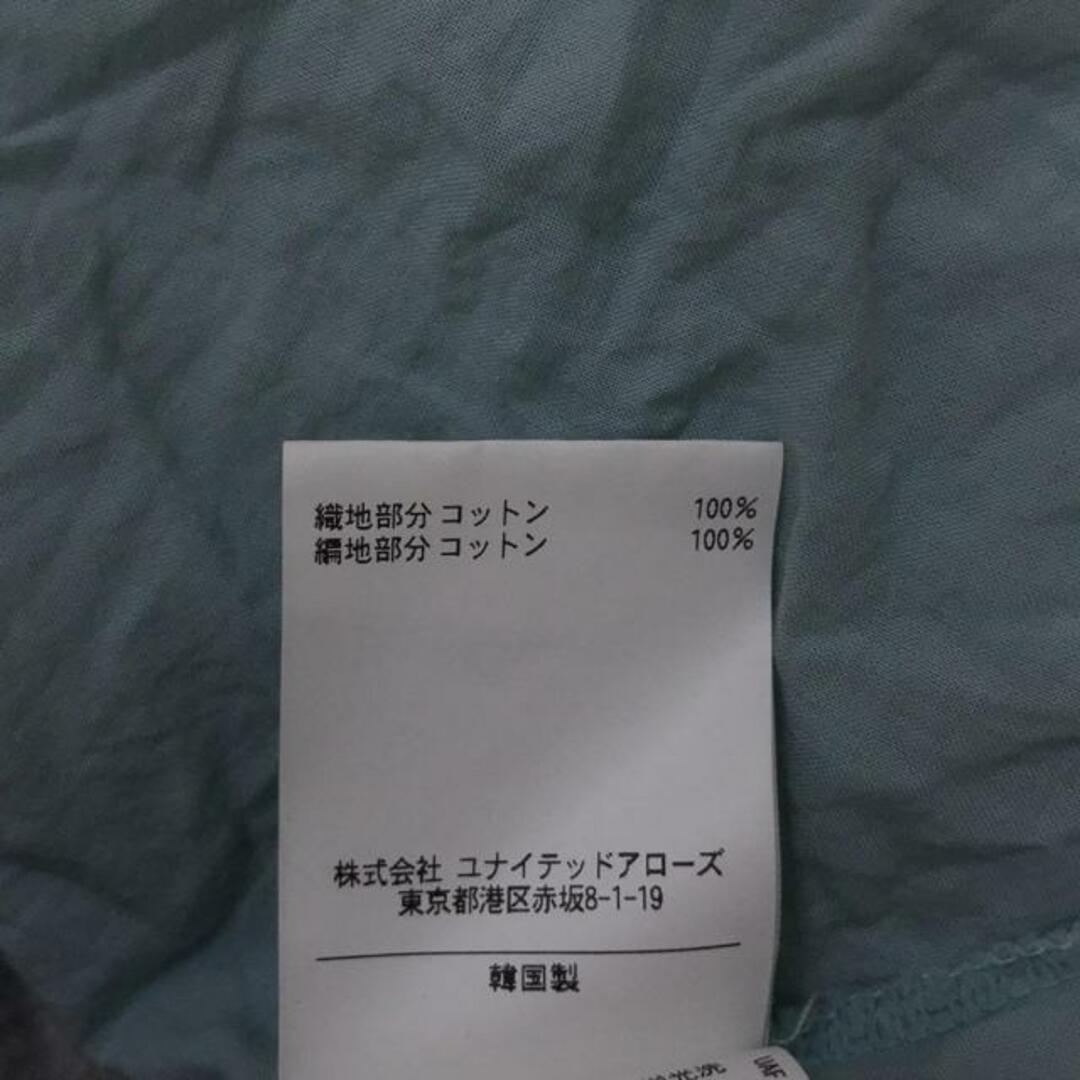 織地部分 コットン 100%
編地部分 コットン 100%
株式会社 ユナイテッドアローズ
東京都港区赤坂8-1-19
韓国製